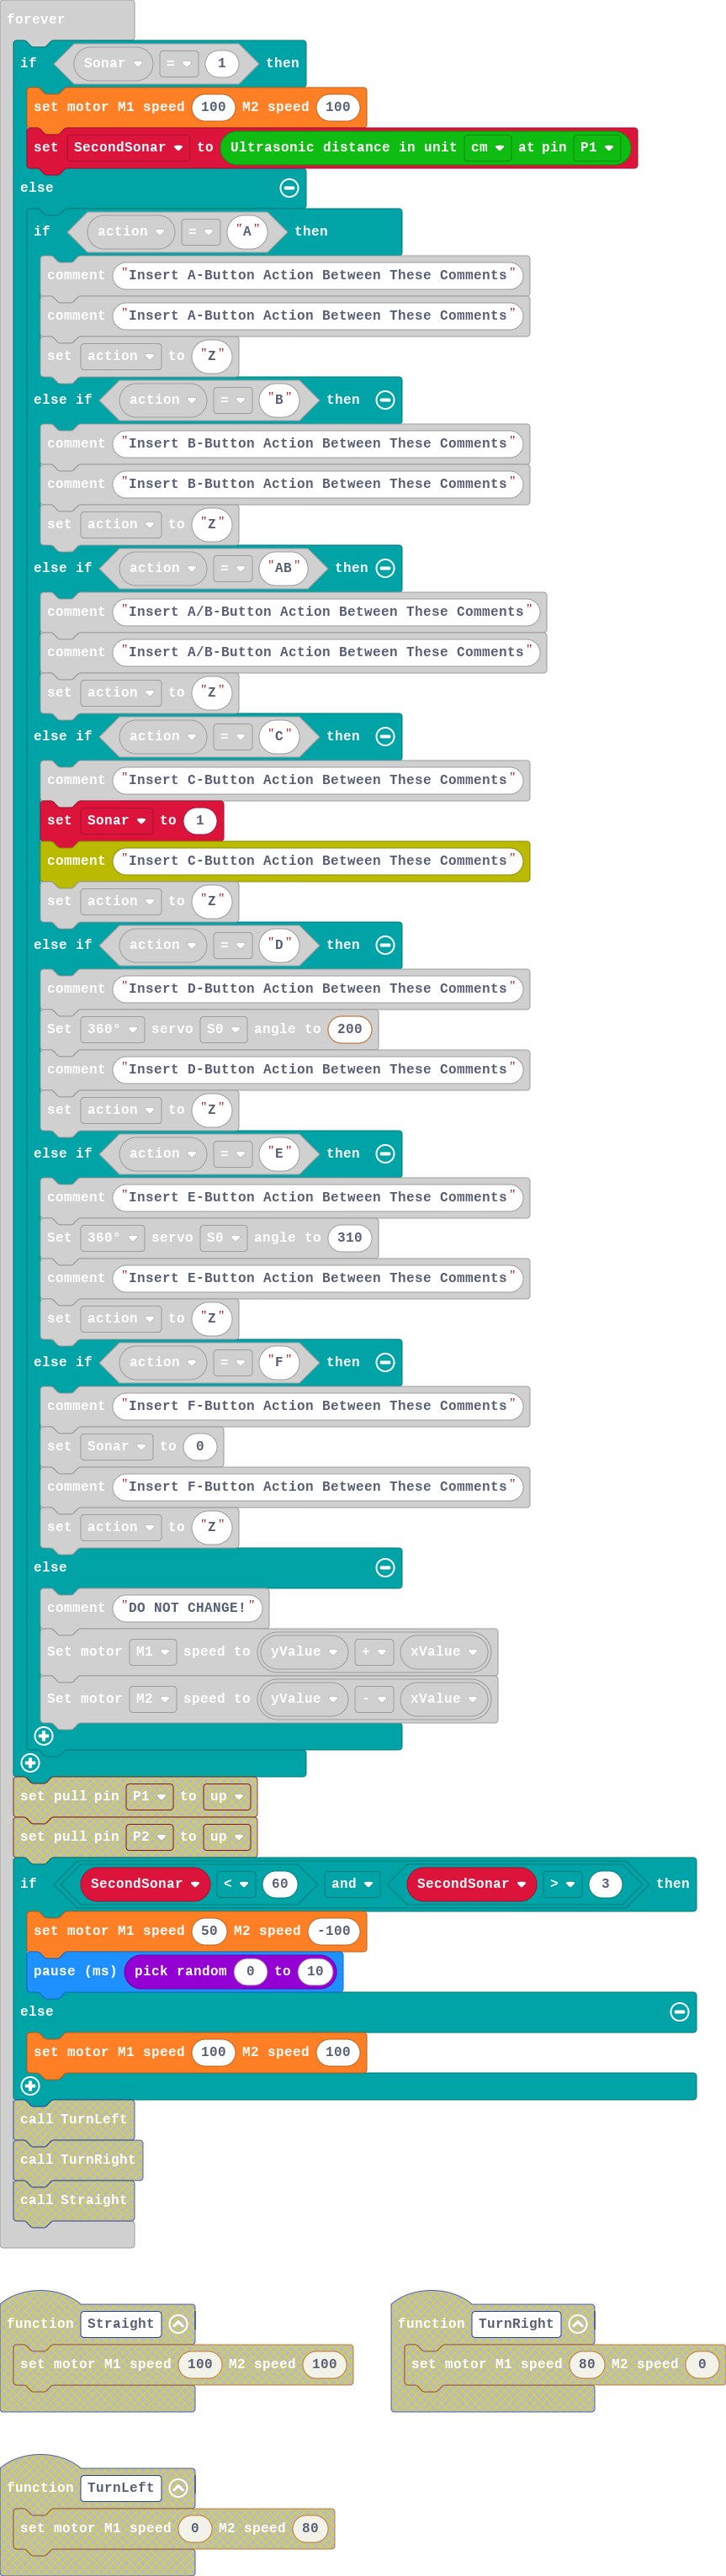 forever
if Sonar = 1 then
set motor M1 speed 100 M2 speed 100
set SecondSonar to Ultrasonic distance in unit cm at pin P1
else
if action = "A" then
comment "Insert A-Button Action Between These Comments"
comment "Insert A-Button Action Between These Comments"
set action to "Z"
else if action = "B" then
comment "Insert B-Button Action Between These Comments"
comment "Insert B-Button Action Between These Comments"
set action to "Z"
else if action = "AB" then
comment "Insert A/B-Button Action Between These Comments"
comment "Insert A/B-Button Action Between These Comments"
set action to "Z"
else if action = "C" then
comment "Insert C-Button Action Between These Comments"
set Sonar to 1
comment "Insert C-Button Action Between These Comments"
set action to "Z"
else if action = "D" then
comment "Insert D-Button Action Between These Comments"
Set 360° servo S0 angle to 200
comment "Insert D-Button Action Between These Comments"
set action to "Z"
else if action = "E" then
comment "Insert E-Button Action Between These Comments"
Set 360° servo S0 angle to 310
comment "Insert E-Button Action Between These Comments"
set action to "Z"
else if action = "F" then
comment "Insert F-Button Action Between These Comments"
set Sonar to 0
comment "Insert F-Button Action Between These Comments"
set action to "Z"
else
comment "DO NOT CHANGE!"
Set motor M1 speed to yValue + xValue
Set motor M2 speed to yValue - xValue
set pull pin P1 to up
set pull pin P2 to up
if SecondSonar < 60 and SecondSonar > 3 then
set motor M1 speed 50 M2 speed -100
pause (ms) pick random 0 to 10
else
set motor M1 speed 100 M2 speed 100
call TurnLeft
call TurnRight
call Straight
function Straight
set motor M1 speed 100 M2 speed 100
function TurnRight
set motor M1 speed 80 M2 speed 0
function TurnLeft
set motor M1 speed 0 M2 speed 80